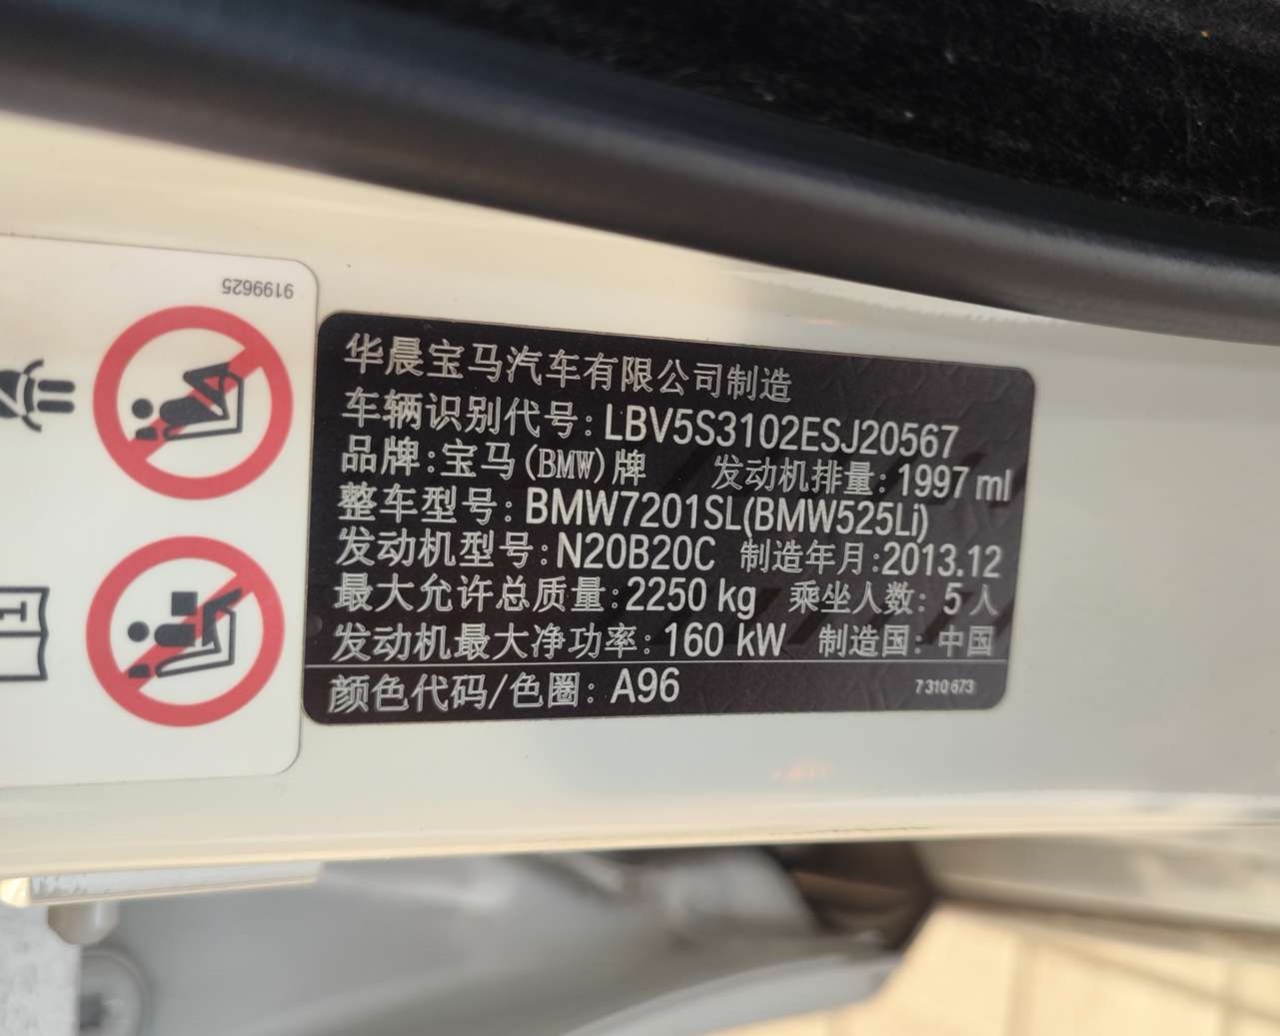 9199625
华晨宝马汽车有限公司制造
车辆识别代号: LBV5S3102ESJ20567
品牌: 宝马(BMW)牌 发动机排量: 1997 ml
整车型号: BMW7201SL(BMW525Li)
发动机型号: N20B20C 制造年月: 2013.12
最大允许总质量: 2250 kg 乘坐人数: 5人
发动机最大净功率: 160 kW 制造国: 中国
颜色代码/色圈: A96 7310673